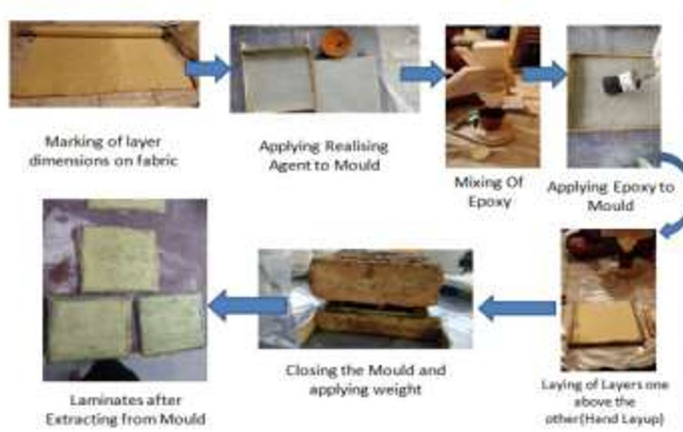 Marking of layer
dimensions on fabric
Applying Realising
Agent to Mould
Mixing Of
Epoxy
Applying Epoxy to
Mould
Laying of Layers one
above the
other(Hand Layup)
Closing the Mould and
applying weight
Laminates after
Extracting from Mould